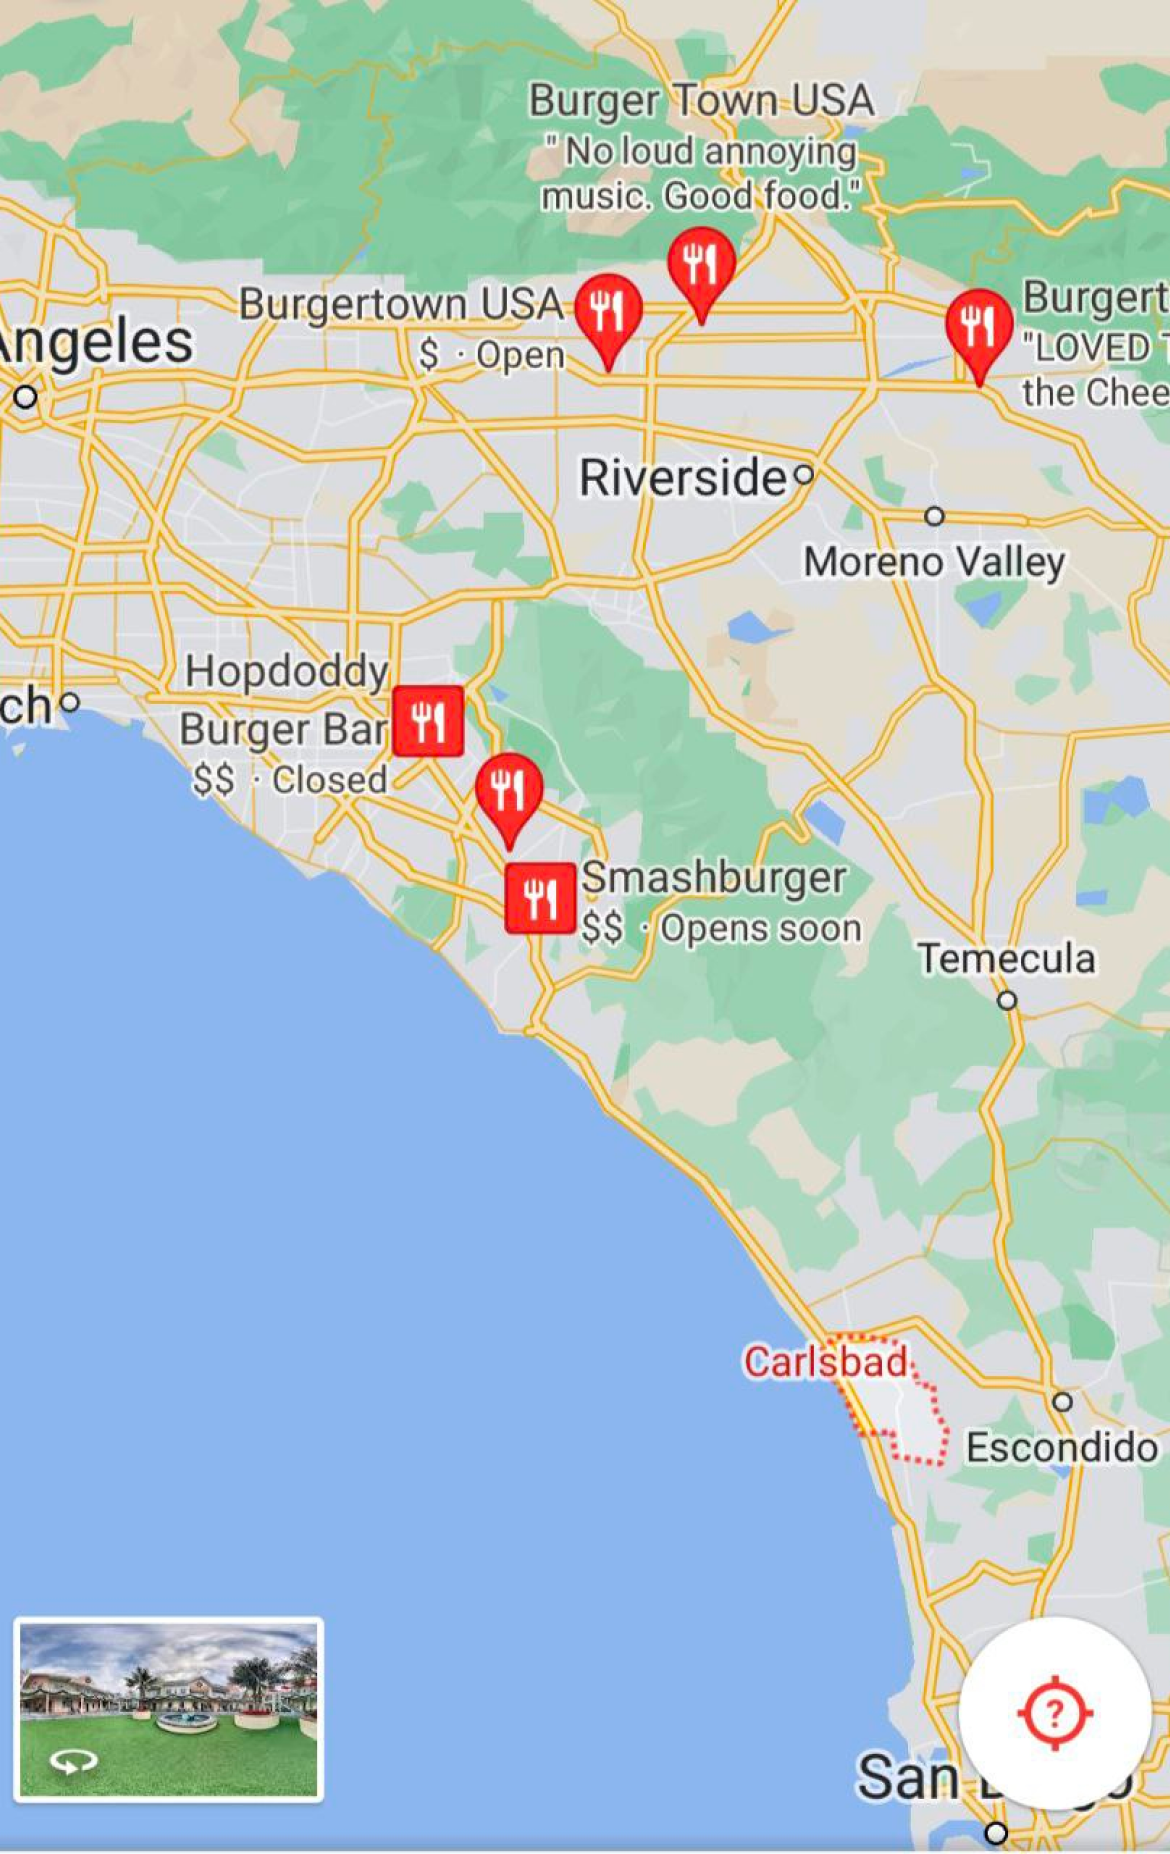 Burger Town USA
" No loud annoying
music. Good food."
Burgertown USA
$ · Open
Burgert
"LOVED
the Chee
Angeles
Riverside
Moreno Valley
Hopdoddy
Burger Bar
$$ · Closed
ch
Smashburger
$$ · Opens soon
Temecula
Carlsbad
Escondido
?
San